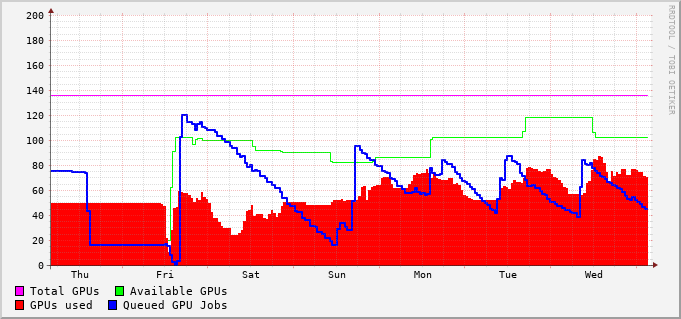 RRDTOOL / TOBI OETIKER
200
180
160
140
120
100
80
60
40
20
0
Thu Fri Sat Sun Mon Tue Wed
Total GPUs Available GPUs
GPUs used Queued GPU Jobs